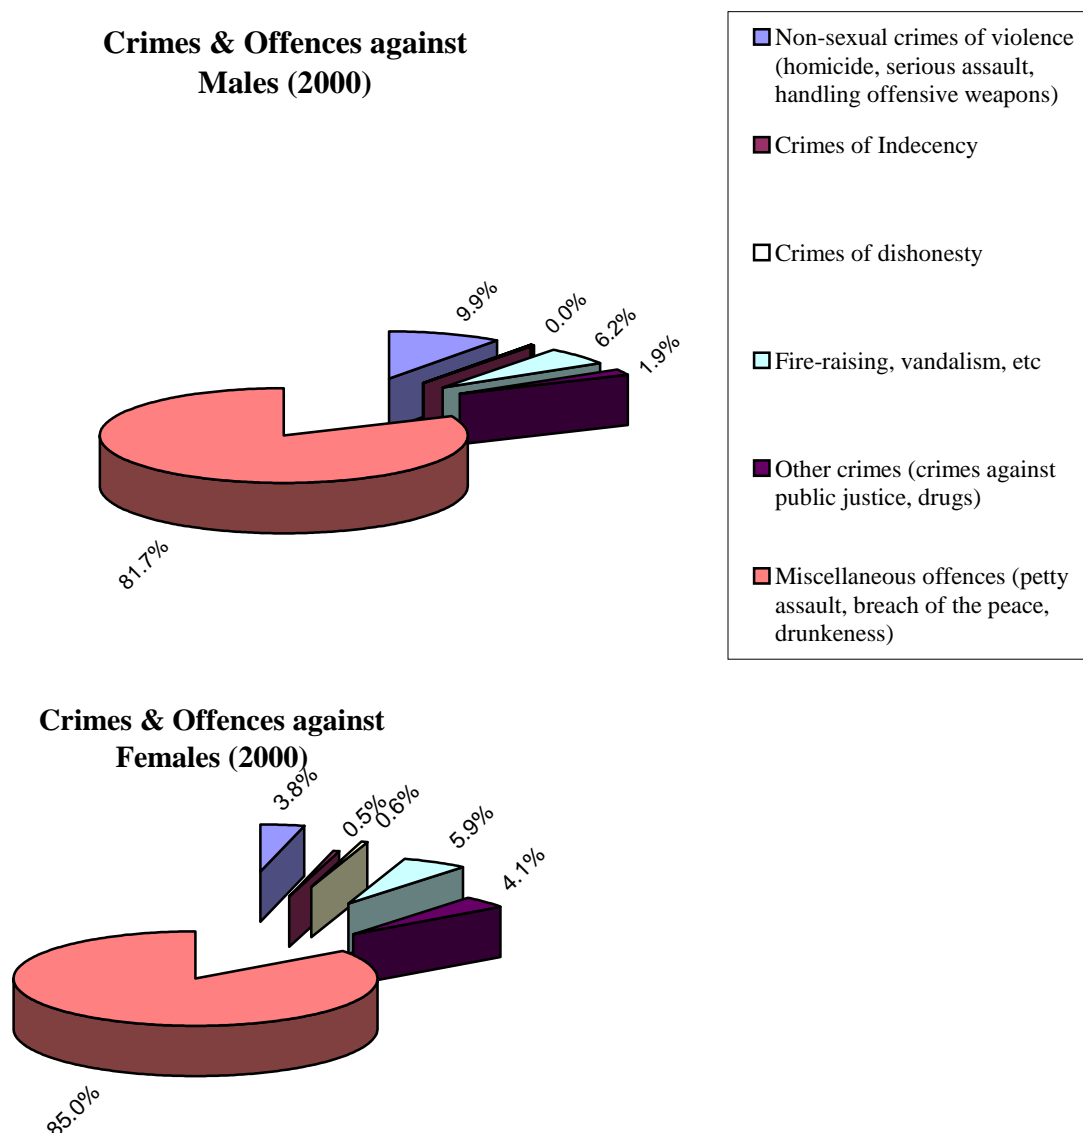 Crimes & Offences against
Males (2000)
9.9%
0.0%
6.2%
1.9%
81.7%
Non-sexual crimes of violence
(homicide, serious assault,
handling offensive weapons)
Crimes of Indecency
Crimes of dishonesty
Fire-raising, vandalism, etc
Other crimes (crimes against
public justice, drugs)
Miscellaneous offences (petty
assault, breach of the peace,
drunkeness)
Crimes & Offences against
Females (2000)
3.8%
0.5%
0.6%
5.9%
4.1%
85.0%